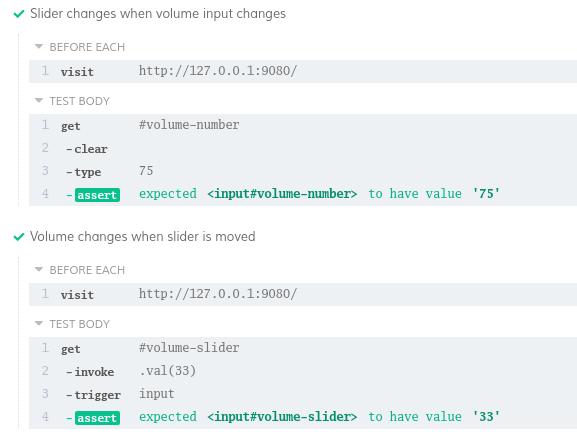 Slider changes when volume input changes
BEFORE EACH
1 visit http://127.0.0.1:9080/
TEST BODY
1 get #volume-number
2 -clear
3 -type 75
4 -assert expected <input#volume-number> to have value '75'
Volume changes when slider is moved
BEFORE EACH
1 visit http://127.0.0.1:9080/
TEST BODY
1 get #volume-slider
2 -invoke .val(33)
3 -trigger input
4 -assert expected <input#volume-slider> to have value '33'